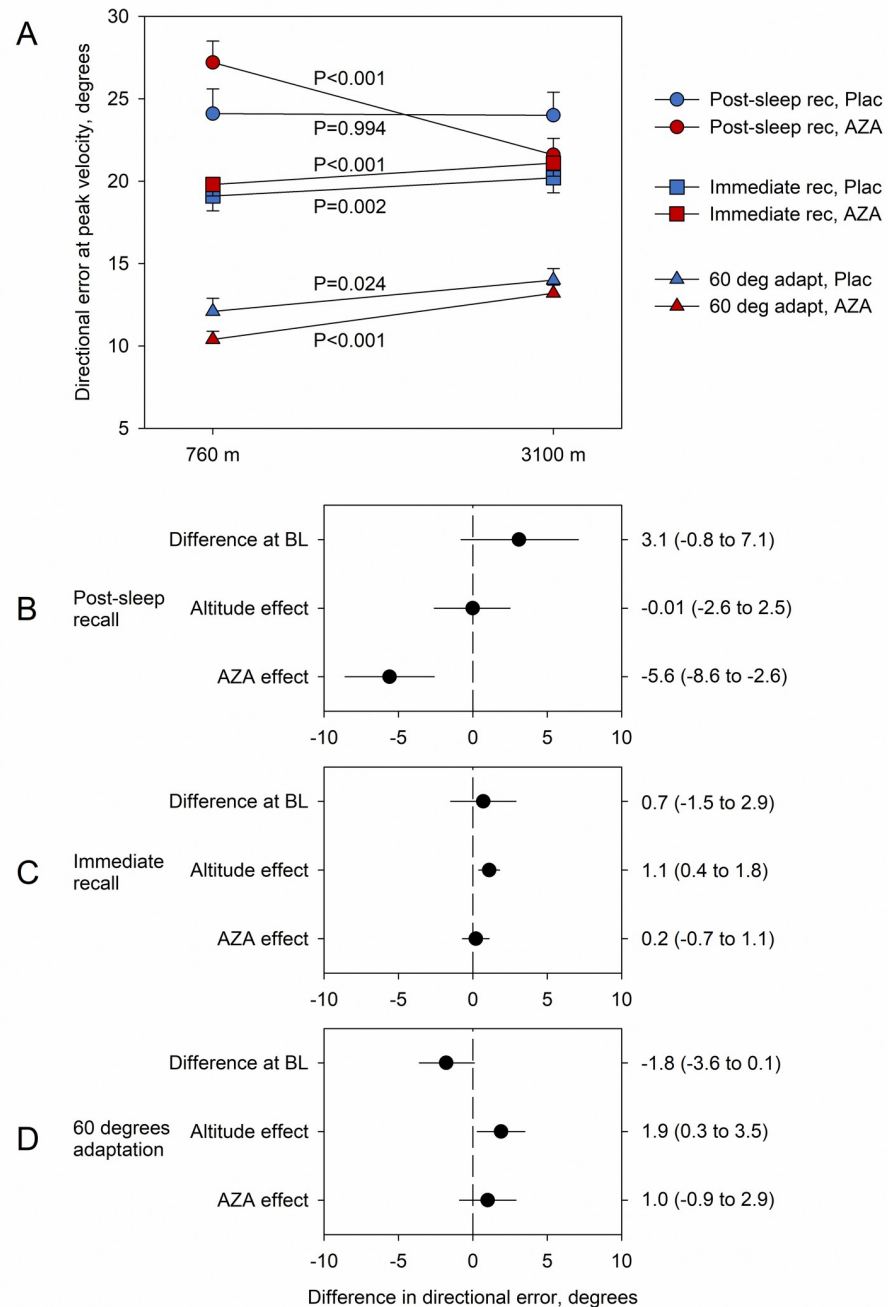 A
Directional error at peak velocity, degrees
30
25
20
15
10
5
P<0.001
P=0.994
P<0.001
P=0.002
P=0.024
P<0.001
760 m
3100 m
Post-sleep rec, Plac
Post-sleep rec, AZA
Immediate rec, Plac
Immediate rec, AZA
60 deg adapt, Plac
60 deg adapt, AZA
B
Post-sleep
recall
Difference at BL
3.1 (-0.8 to 7.1)
Altitude effect
-0.01 (-2.6 to 2.5)
AZA effect
-5.6 (-8.6 to -2.6)
-10 -5 0 5 10
C
Immediate
recall
Difference at BL
0.7 (-1.5 to 2.9)
Altitude effect
1.1 (0.4 to 1.8)
AZA effect
0.2 (-0.7 to 1.1)
-10 -5 0 5 10
D
60 degrees
adaptation
Difference at BL
-1.8 (-3.6 to 0.1)
Altitude effect
1.9 (0.3 to 3.5)
AZA effect
1.0 (-0.9 to 2.9)
-10 -5 0 5 10
Difference in directional error, degrees